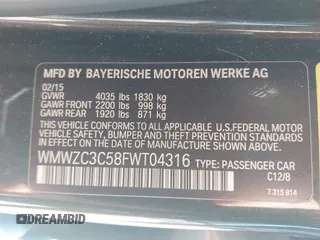 MFD BY BAYERISCHE MOTOREN WERKE AG
02/15
GVWR 4035 lbs 1830 kg
GAWR FRONT 2200 lbs 998 kg
GAWR REAR 1920 lbs 871 kg
THIS VEHICLE CONFORMS TO ALL APPLICABLE U.S.FEDERAL MOTOR
VEHICLE SAFETY, BUMPER AND THEFT PREVENTION STANDARDS
IN EFFECT ON THE DATE OF MANUFACTURE SHOWN ABOVE.
WMWZC3C58FWT04316 TYPE: PASSENGER CAR
C12/8
7 315 814
DREAMBID